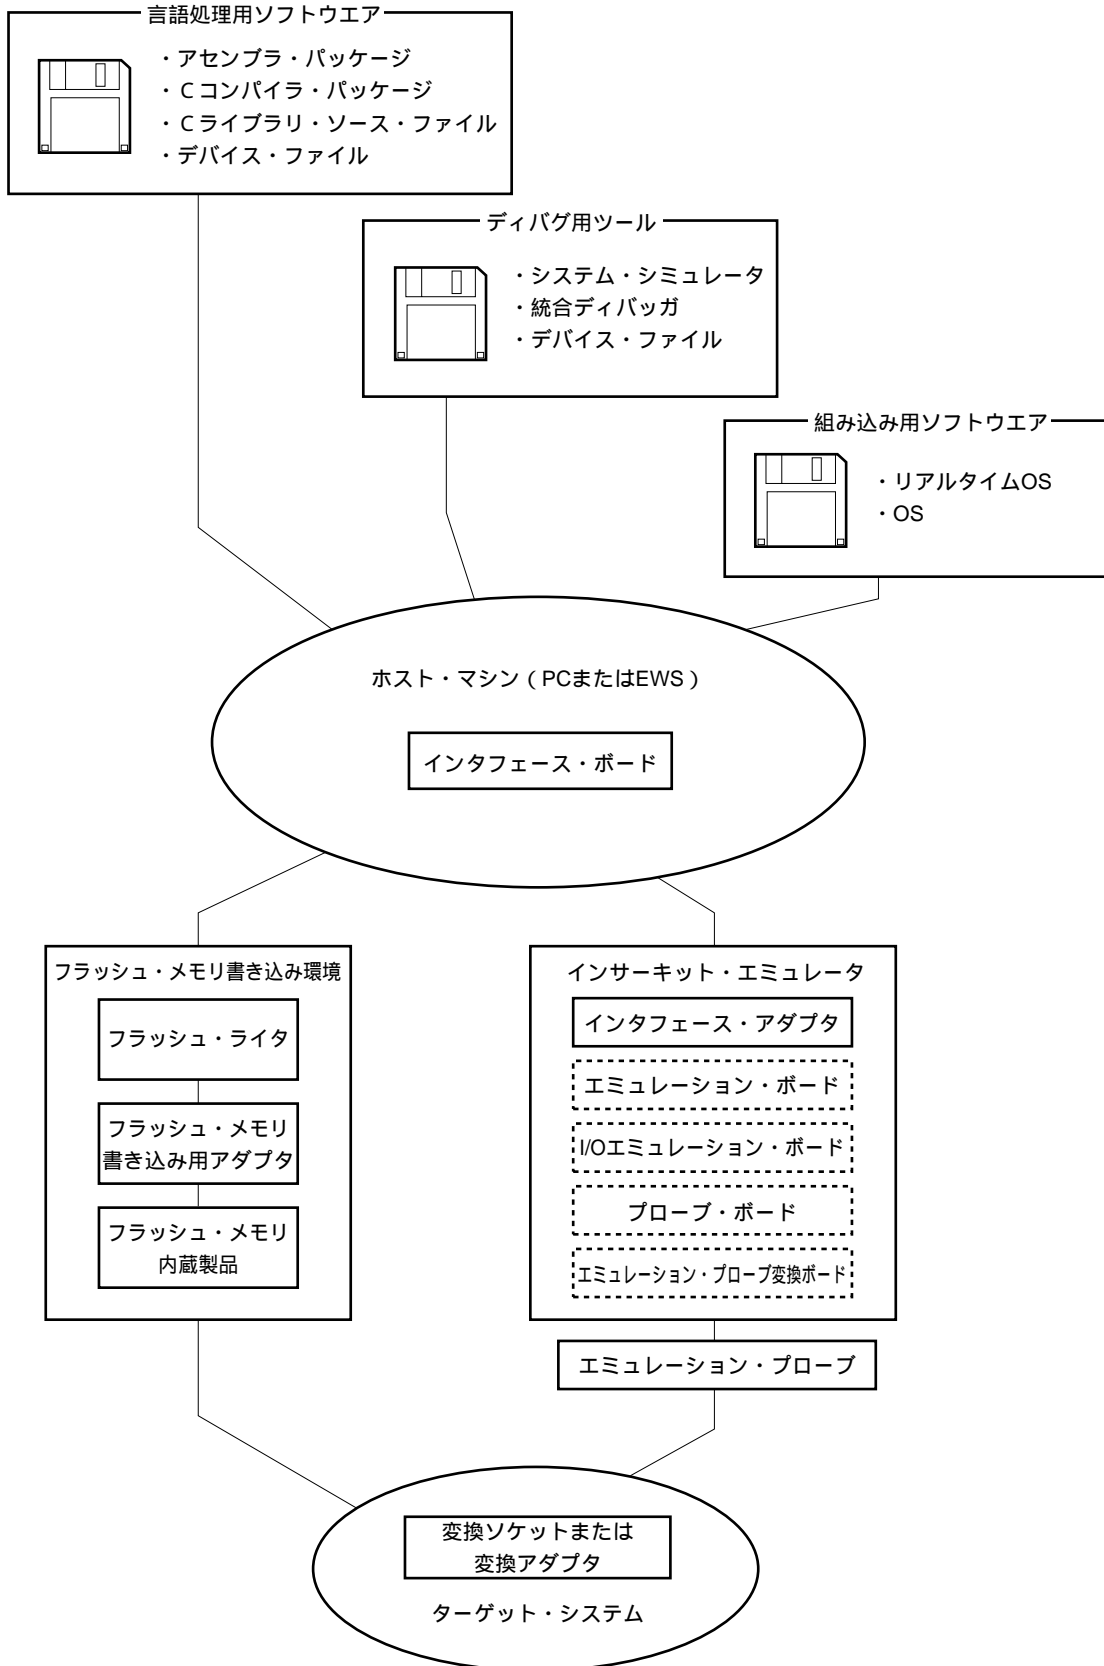 言語処理用ソフトウエア
・アセンブラ・パッケージ
・Cコンパイラ・パッケージ
・Cライブラリ・ソース・ファイル
・デバイス・ファイル
ディバグ用ツール
・システム・シミュレータ
・統合ディバッガ
・デバイス・ファイル
組み込み用ソフトウエア
・リアルタイムOS
・OS
ホスト・マシン（PCまたはEWS）
インタフェース・ボード
フラッシュ・メモリ書き込み環境
フラッシュ・ライタ
フラッシュ・メモリ
書き込み用アダプタ
フラッシュ・メモリ
内蔵製品
インサーキット・エミュレータ
インタフェース・アダプタ
エミュレーション・ボード
I/Oエミュレーション・ボード
プローブ・ボード
エミュレーション・プローブ変換ボード
エミュレーション・プローブ
変換ソケットまたは
変換アダプタ
ターゲット・システム